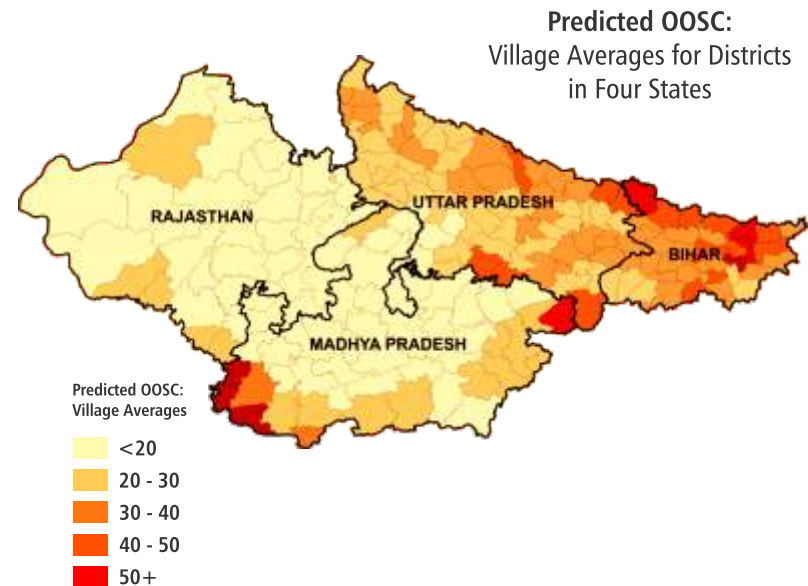 Predicted OOSC:
Village Averages for Districts
in Four States
UTTAR PRADESH
RAJASTHAN
BIHAR
MADHYA PRADESH
Predicted OOSC:
Village Averages
<20
20 - 30
30 - 40
40 - 50
50+